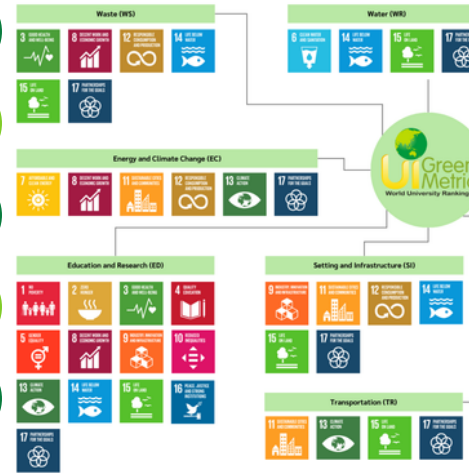 Waste (WS)
3 GOOD HEALTH AND WELL-BEING
8 DECENT WORK AND ECONOMIC GROWTH
12 RESPONSIBLE CONSUMPTION AND PRODUCTION
14 LIFE BELOW WATER
15 LIFE ON LAND
17 PARTNERSHIPS FOR THE GOALS
Water (WR)
6 CLEAN WATER AND SANITATION
14 LIFE BELOW WATER
15 LIFE ON LAND
17 PARTNERSHIPS FOR THE
UI Green
Metric
World University Ranking
Energy and Climate Change (EC)
7 AFFORDABLE AND CLEAN ENERGY
8 DECENT WORK AND ECONOMIC GROWTH
11 SUSTAINABLE CITIES AND COMMUNITIES
12 RESPONSIBLE CONSUMPTION AND PRODUCTION
13 CLIMATE ACTION
17 PARTNERSHIPS FOR THE GOALS
Education and Research (ED)
1 NO POVERTY
2 ZERO HUNGER
3 GOOD HEALTH AND WELL-BEING
4 QUALITY EDUCATION
5 GENDER EQUALITY
8 DECENT WORK AND ECONOMIC GROWTH
9 INDUSTRY, INNOVATION AND INFRASTRUCTURE
10 REDUCED INEQUALITIES
13 CLIMATE ACTION
14 LIFE BELOW WATER
15 LIFE ON LAND
16 PEACE, JUSTICE AND STRONG INSTITUTIONS
17 PARTNERSHIPS FOR THE GOALS
Setting and Infrastructure (SI)
9 INDUSTRY, INNOVATION AND INFRASTRUCTURE
11 SUSTAINABLE CITIES AND COMMUNITIES
12 RESPONSIBLE CONSUMPTION AND PRODUCTION
14 LIFE BELOW WATER
15 LIFE ON LAND
17 PARTNERSHIPS FOR THE GOALS
Transportation (TR)
11 SUSTAINABLE CITIES AND COMMUNITIES
13 CLIMATE ACTION
15 LIFE ON LAND
17 PARTNERSHIPS FOR THE